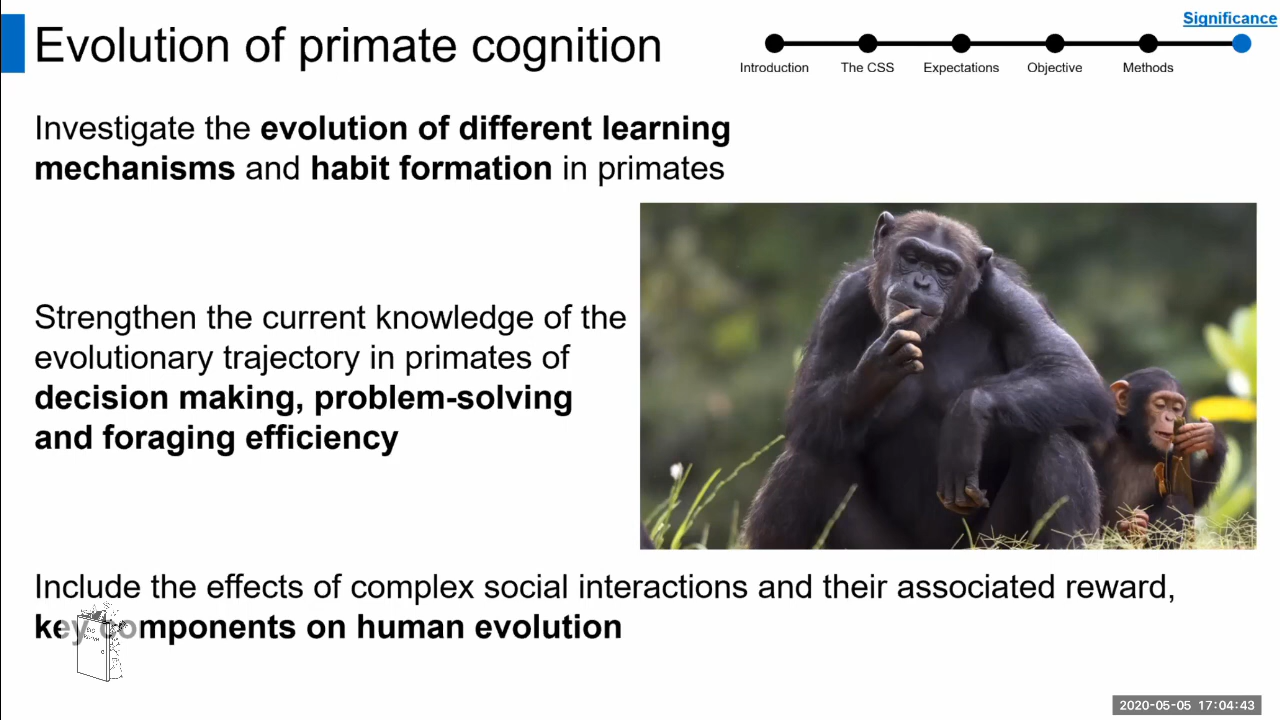 Significance
Evolution of primate cognition
Introduction The CSS Expectations Objective Methods
Investigate the evolution of different learning
mechanisms and habit formation in primates
Strengthen the current knowledge of the
evolutionary trajectory in primates of
decision making, problem-solving
and foraging efficiency
Include the effects of complex social interactions and their associated reward,
key components on human evolution
2020-05-05 17:04:43